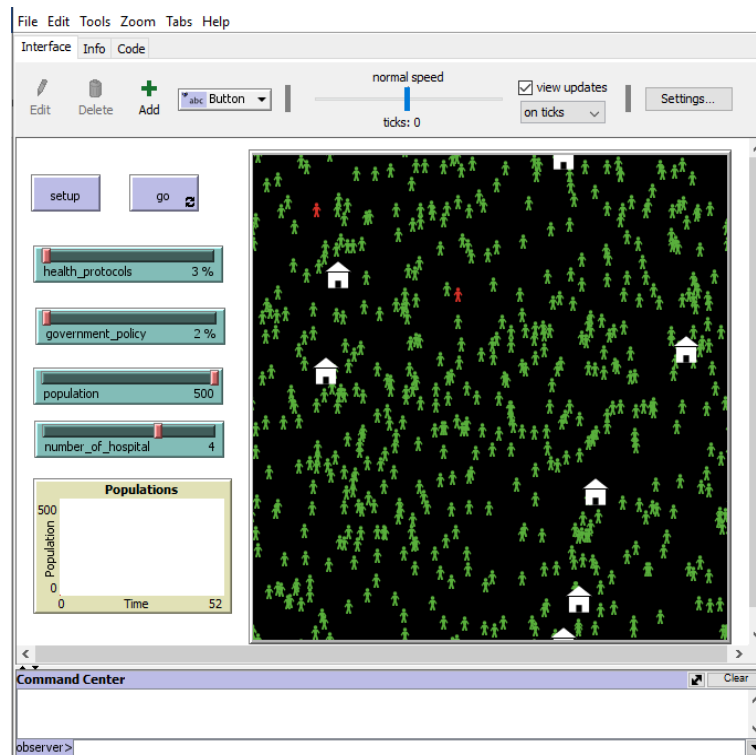 File Edit Tools Zoom Tabs Help
Interface Info Code
normal speed
Edit Delete Add abc Button view updates
on ticks Settings...
ticks: 0
setup go
health_protocols 3 %
government_policy 2 %
population 500
number_of_hospital 4
Populations
500
Population
0
0 Time 52
Command Center Clear
observer>